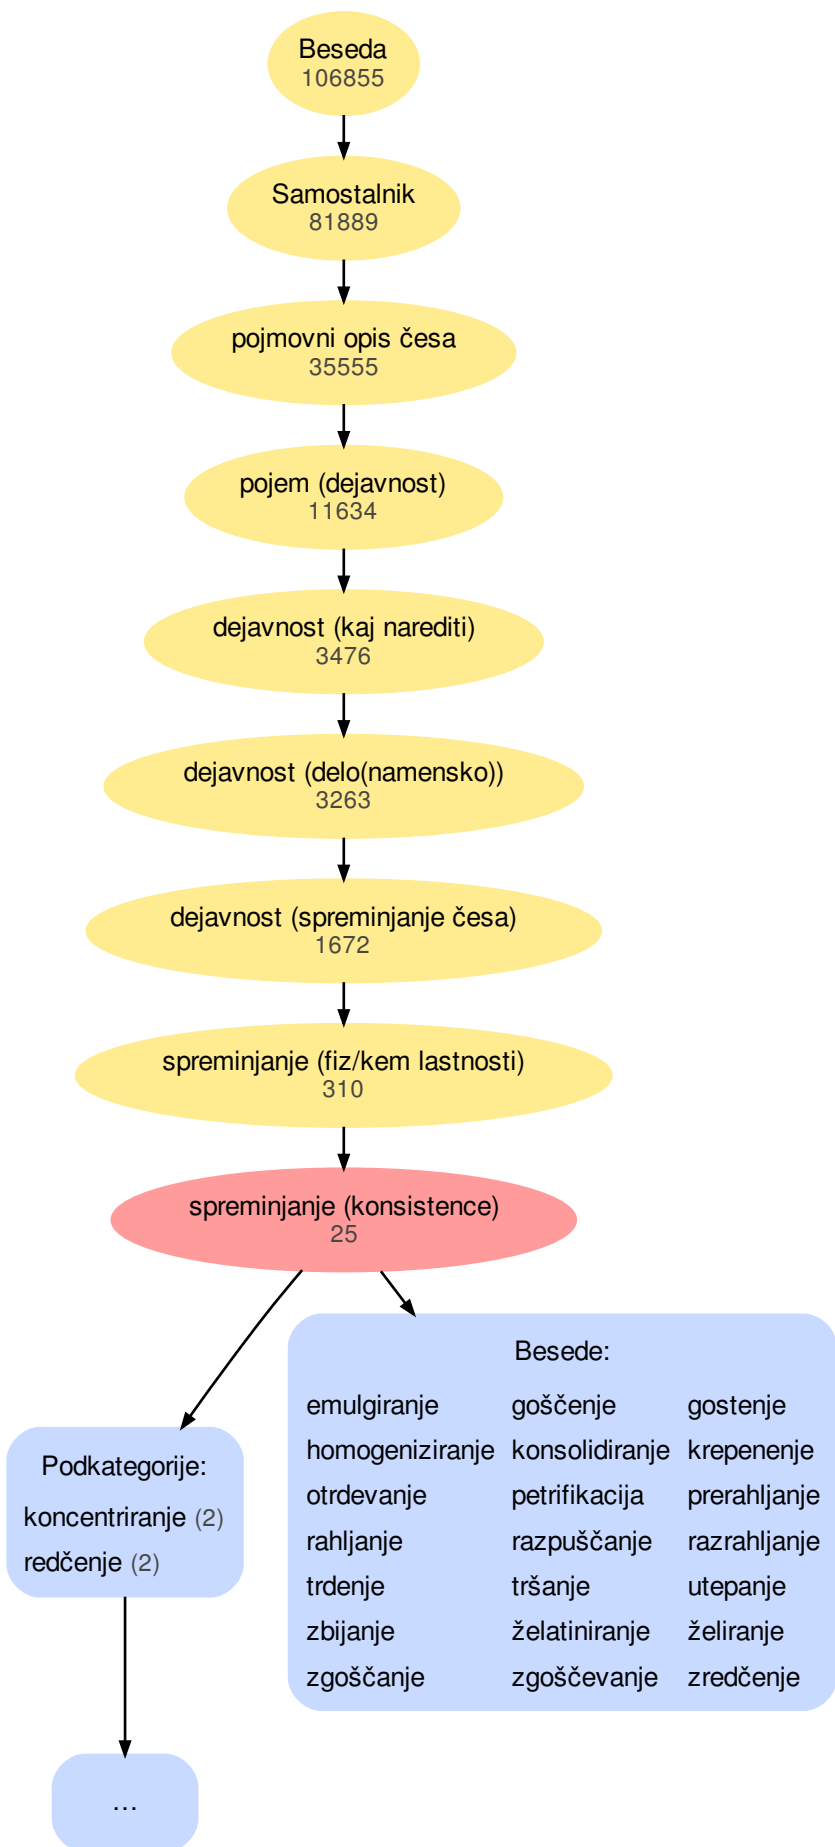 Beseda
106855
Samostalnik
81889
pojmovni opis česa
35555
pojem (dejavnost)
11634
dejavnost (kaj narediti)
3476
dejavnost (delo(namensko))
3263
dejavnost (spreminjanje česa)
1672
spreminjanje (fiz/kem lastnosti)
310
spreminjanje (konsistence)
25
Besede:
emulgiranje goščenje gostenje
homogeniziranje konsolidiranje krepenenje
otrdevanje petrifikacija prerahljanje
rahljanje razpuščanje razrahljanje
trdenje tršanje utepanje
zbijanje želatiniranje želiranje
zgoščanje zgoščevanje zredčenje
Podkategorije:
koncentriranje (2)
redčenje (2)
...